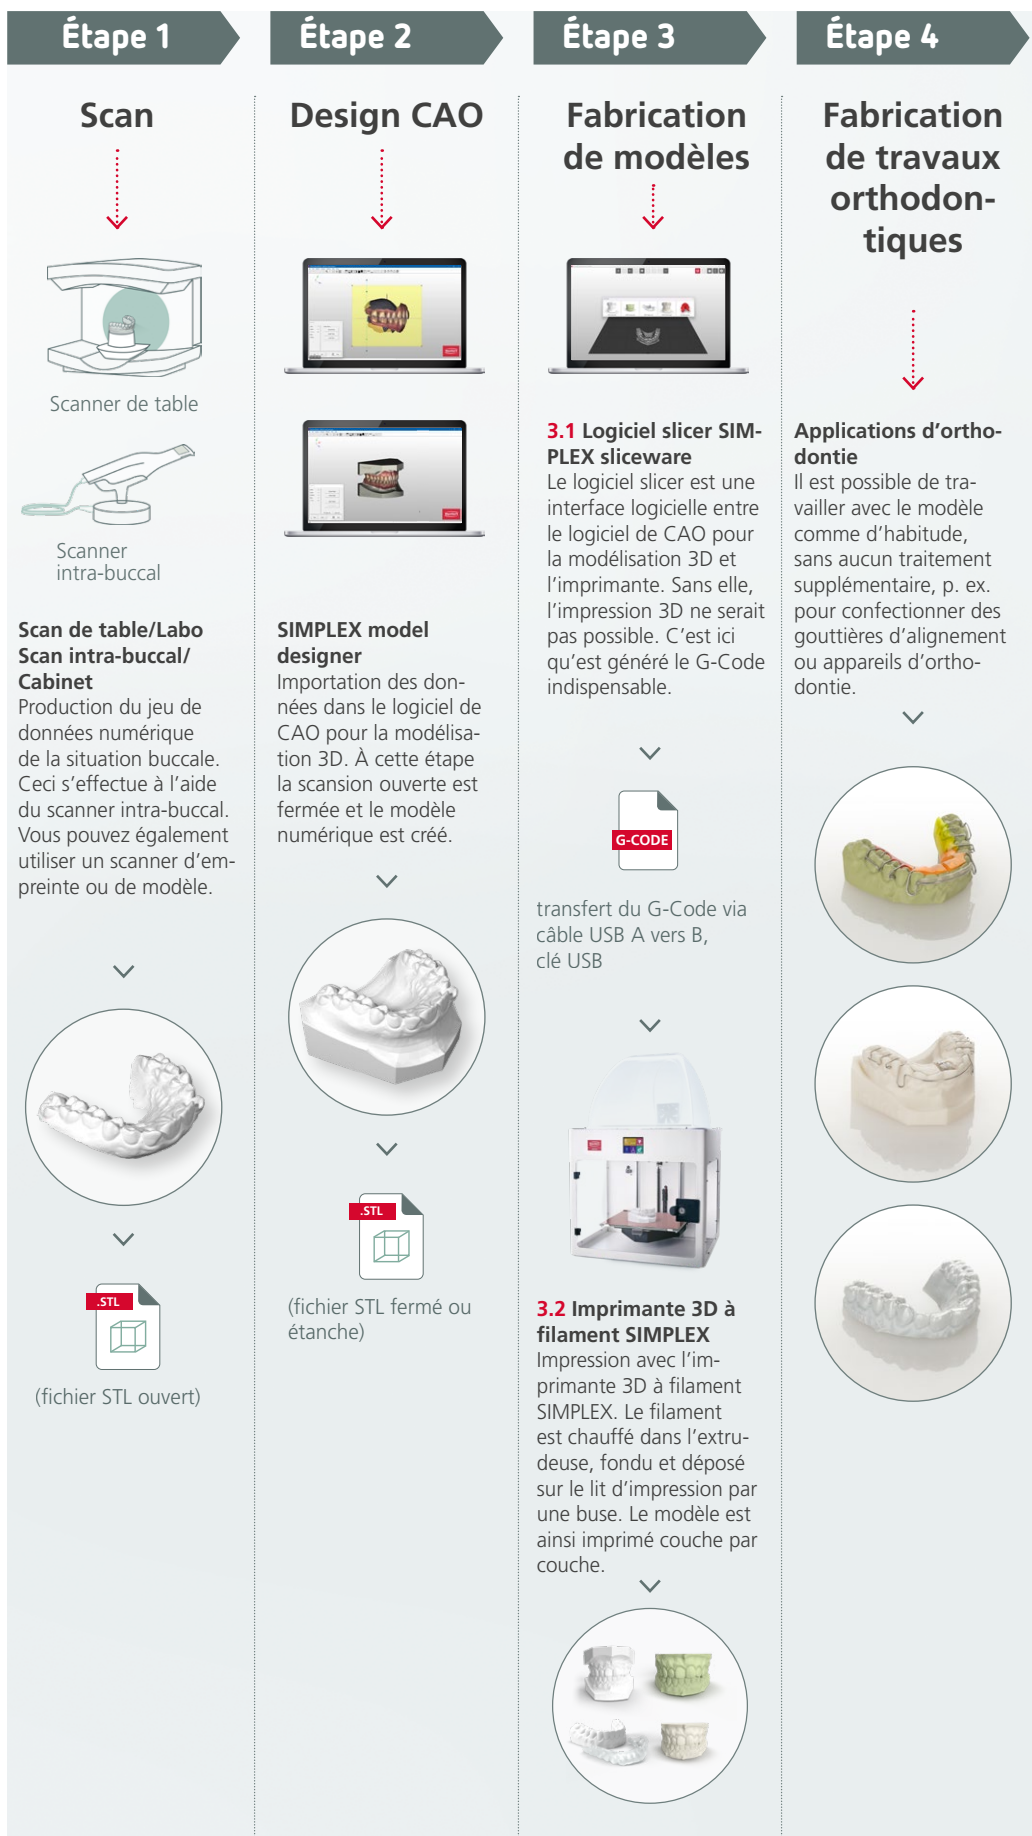 Étape 1
Scan
Scanner de table
Scanner
intra-buccal
Scan de table/Labo
Scan intra-buccal/
Cabinet
Production du jeu de
données numérique
de la situation buccale.
Ceci s’effectue à l’aide
du scanner intra-buccal.
Vous pouvez également
utiliser un scanner d’em-
preinte ou de modèle.
.STL
(fichier STL ouvert)
Étape 2
Design CAO
SIMPLEX model
designer
Importation des don-
nées dans le logiciel de
CAO pour la modélisa-
tion 3D. À cette étape
la scansion ouverte est
fermée et le modèle
numérique est créé.
.STL
(fichier STL fermé ou
étanche)
Étape 3
Fabrication
de modèles
3.1 Logiciel slicer SIM-
PLEX sliceware
Le logiciel slicer est une
interface logicielle entre
le logiciel de CAO pour
la modélisation 3D et
l’imprimante. Sans elle,
l’impression 3D ne serait
pas possible. C’est ici
qu’est généré le G-Code
indispensable.
G-CODE
transfert du G-Code via
câble USB A vers B,
clé USB
3.2 Imprimante 3D à
filament SIMPLEX
Impression avec l’im-
primante 3D à filament
SIMPLEX. Le filament
est chauffé dans l’extru-
deuse, fondu et déposé
sur le lit d’impression par
une buse. Le modèle est
ainsi imprimé couche par
couche.
Étape 4
Fabrication
de travaux
orthodon-
tiques
Applications d’ortho-
dontie
Il est possible de tra-
vailler avec le modèle
comme d’habitude,
sans aucun traitement
supplémentaire, p. ex.
pour confectionner des
gouttières d’alignement
ou appareils d’ortho-
dontie.